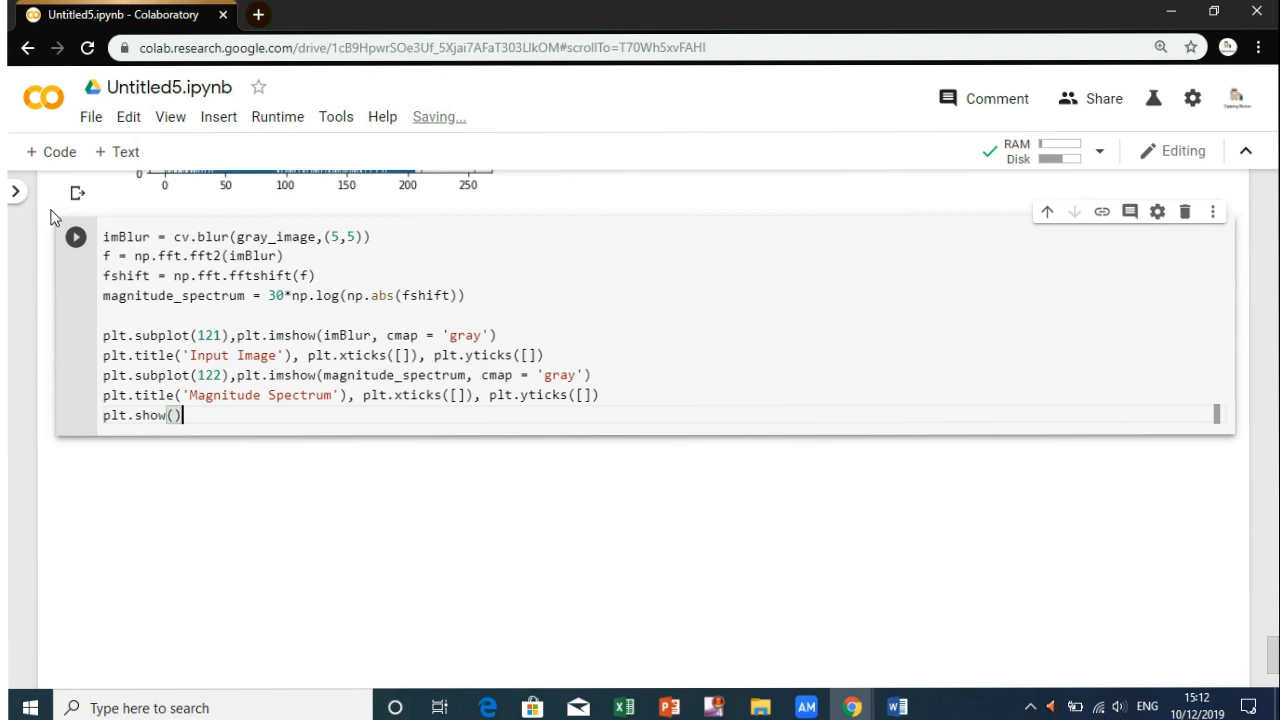 Untitled5.ipynb - Colaboratory
colab.research.google.com/drive/1cB9HpwrSOe3Uf_5Xjai7AFaT303LlkOM#scrollTo=T70Wh5xvFAHI
CO Untitled5.ipynb
Comment Share
File Edit View Insert Runtime Tools Help Saving...
+ Code + Text
RAM
Disk
Editing
0
0 50 100 150 200 250
imBlur = cv.blur(gray_image,(5,5))
f = np.fft.fft2(imBlur)
fshift = np.fft.fftshift(f)
magnitude_spectrum = 30*np.log(np.abs(fshift))
plt.subplot(121),plt.imshow(imBlur, cmap = 'gray')
plt.title('Input Image'), plt.xticks([]), plt.yticks([])
plt.subplot(122),plt.imshow(magnitude_spectrum, cmap = 'gray')
plt.title('Magnitude Spectrum'), plt.xticks([]), plt.yticks([])
plt.show()
Type here to search
AM
ENG
15:12
10/12/2019